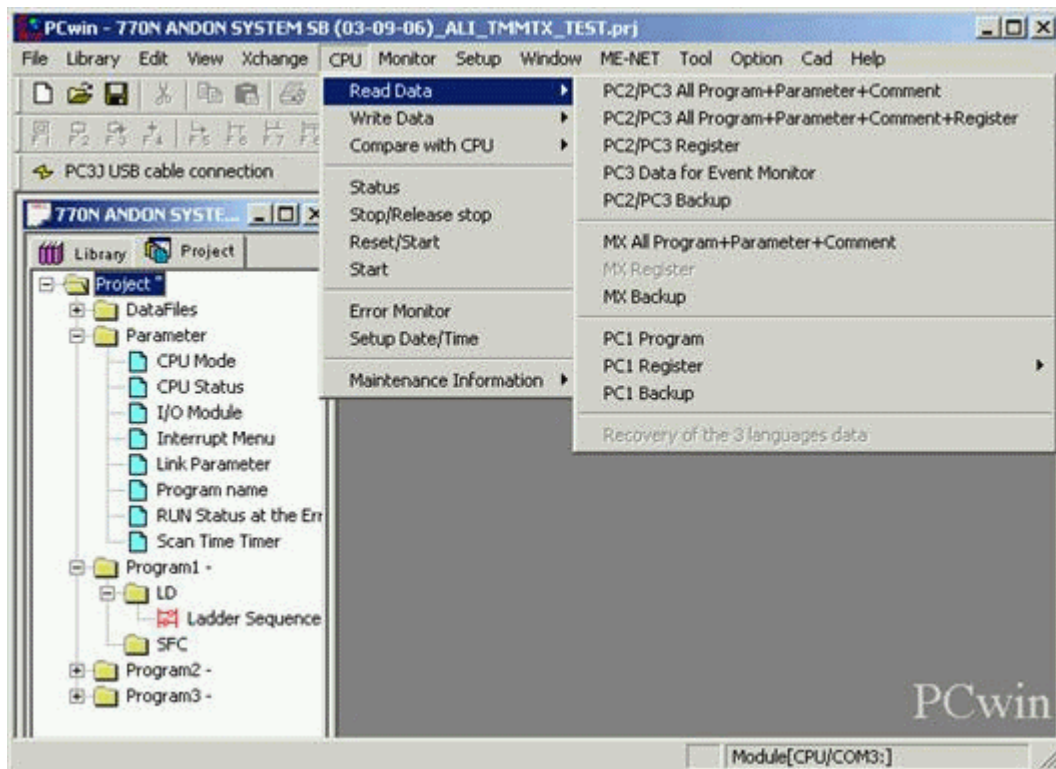 PCwin - 770N ANDON SYSTEM SB (03-09-06)_ALI_TMMTX_TEST.prj
File Library Edit View Xchange CPU Monitor Setup Window ME-NET Tool Option Cad Help
PC3J USB cable connection
770N ANDON SYSTE...
Library Project
Project *
DataFiles
Parameter
CPU Mode
CPU Status
I/O Module
Interrupt Menu
Link Parameter
Program name
RUN Status at the Err
Scan Time Timer
Program1 -
LD
Ladder Sequence
SFC
Program2 -
Program3 -
Read Data
Write Data
Compare with CPU
Status
Stop/Release stop
Reset/Start
Start
Error Monitor
Setup Date/Time
Maintenance Information
PC2/PC3 All Program+Parameter+Comment
PC2/PC3 All Program+Parameter+Comment+Register
PC2/PC3 Register
PC3 Data for Event Monitor
PC2/PC3 Backup
MX All Program+Parameter+Comment
MX Register
MX Backup
PC1 Program
PC1 Register
PC1 Backup
Recovery of the 3 languages data
PCwin
Module[CPU/COM3:]